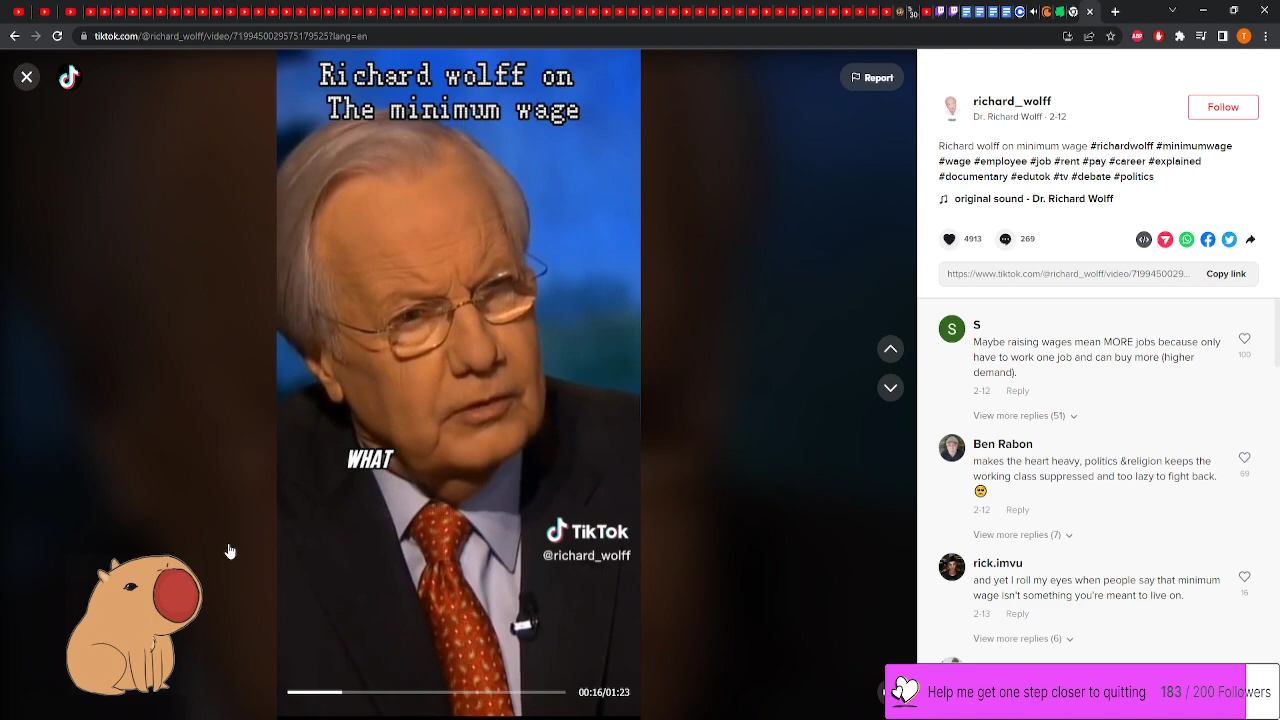 30
T
tiktok.com/@richard_wolff/video/7199450029575179525?lang=en
Richard wolff on
The minimum wage
Report
WHAT
TikTok
@richard_wolff
00:16/01:23
richard_wolff
Dr. Richard Wolff · 2-12
Follow
Richard wolff on minimum wage #richardwolff #minimumwage
#wage #employee #job #rent #pay #career #explained
#documentary #edutok #tv #debate #politics
original sound - Dr. Richard Wolff
4913
269
https://www.tiktok.com/@richard_wolff/video/7199450029...
Copy link
S
S
Maybe raising wages mean MORE jobs because only
have to work one job and can buy more (higher
demand).
100
2-12 Reply
View more replies (51)
Ben Rabon
makes the heart heavy, politics &religion keeps the
working class suppressed and too lazy to fight back.
69
2-12 Reply
View more replies (7)
rick.imvu
and yet I roll my eyes when people say that minimum
wage isn't something you're meant to live on.
16
2-13 Reply
View more replies (6)
Help me get one step closer to quitting 183 / 200 Followers